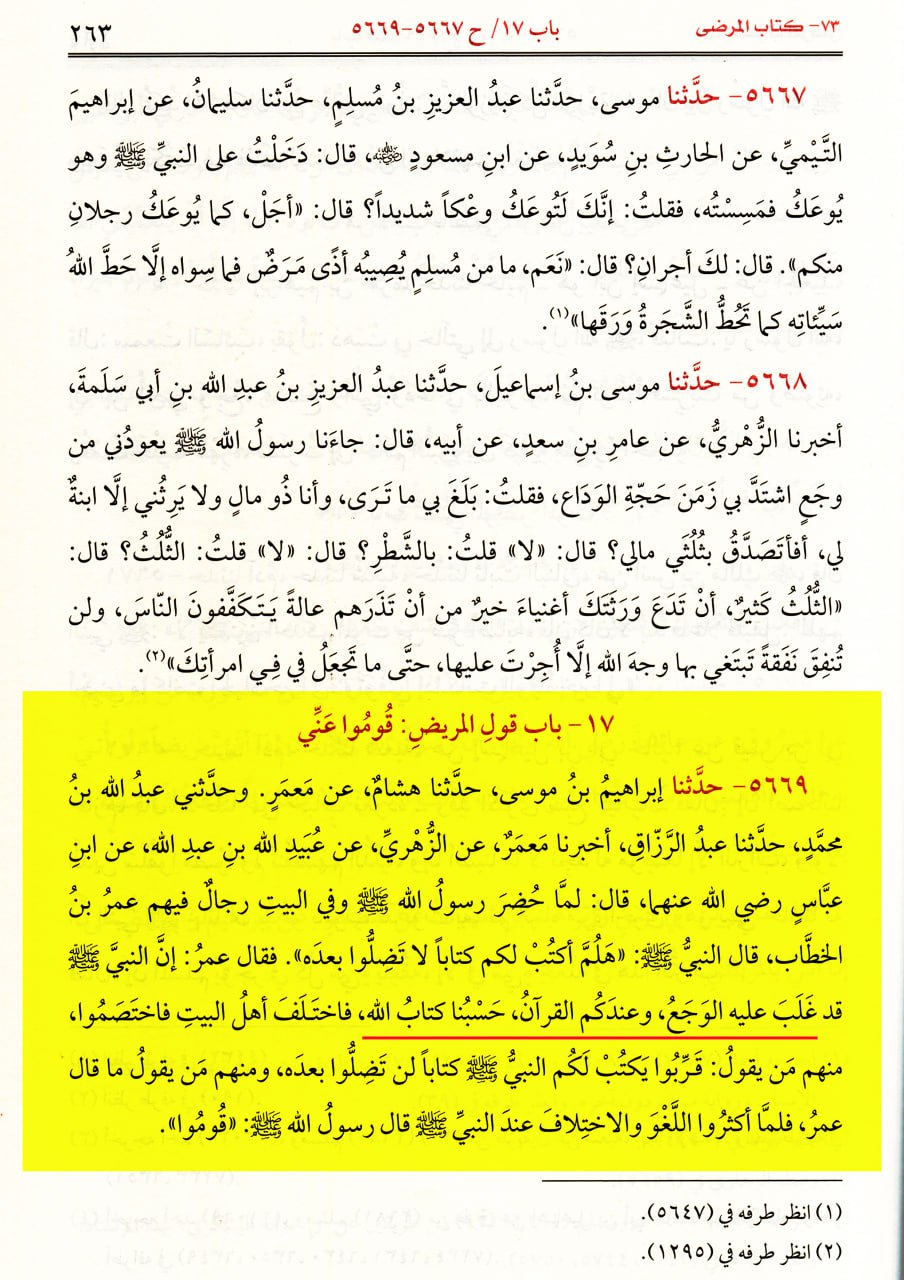 ٧٣- كتاب المرضى
باب ١٧/ ح ٥٦٦٧-٥٦٦٩
٢٦٣
٥٦٦٧- حدَّثنا موسى، حدَّثنا عبدُ العزيزِ بنُ مُسلِمٍ، حدَّثنا سليمانُ، عن إبراهيمَ
التَّيْميِّ، عن الحارثِ بنِ سُوَيدٍ، عن ابنِ مسعودٍ ﵁، قال: دَخَلْتُ على النبيِّ ﷺ وهو
يُوعَكُ فمَسِسْتُه، فقلتُ: إنَّكَ لَتُوعَكُ وعْكاً شديداً؟ قال: «أجَلْ، كما يُوعَكُ رجلانِ
منكم». قال: لكَ أجرانِ؟ قال: «نَعَم، ما من مُسلِمٍ يُصِيبُه أذًى مَرَضٌ فما سِواه إلَّا حَطَّ اللهُ
سَيِّئاتِه كما تَحُطُّ الشَّجَرةُ وَرَقَها»(١).
٥٦٦٨- حدَّثنا موسى بنُ إسماعيلَ، حدَّثنا عبدُ العزيزِ بنُ عبدِ الله بنِ أبي سَلَمةَ،
أخبرنا الزُّهْريُّ، عن عامرِ بنِ سعدٍ، عن أبيه، قال: جاءَنا رسولُ الله ﷺ يعودُني من
وجَعٍ اشتَدَّ بي زَمَنَ حَجّةِ الوَدَاع، فقلتُ: بَلَغَ بي ما تَرَى، وأنا ذُو مالٍ ولا يَرِثُني إلَّا ابنةٌ
لي، أفأتَصَدَّقُ بثُلُثَي مالي؟ قال: «لا» قلتُ: بالشَّطْرِ؟ قال: «لا» قلتُ: الثُّلُثُ؟ قال:
«الثُّلُثُ كَثيرٌ، أنْ تَدَعَ وَرَثَتَكَ أغنياءَ خيرٌ من أنْ تَذَرَهم عالةً يَتَكَفَّفونَ النّاسَ، ولن
تُنفِقَ نَفَقةً تَبتَغي بها وجهَ الله إلَّا أُجِرْتَ عليها، حتَّى ما تَجعَلُ في فِي امرأتِكَ»(٢).
١٧- باب قولِ المريضِ: قُومُوا عَنِّي
٥٦٦٩- حدَّثنا إبراهيمُ بنُ موسى، حدَّثنا هشامٌ، عن مَعمَرٍ. وحدَّثني عبدُ الله بنُ
محمَّدٍ، حدَّثنا عبدُ الرَّزّاقِ، أخبرنا مَعمَرٌ، عن الزُّهْريِّ، عن عُبَيدِ الله بنِ عبدِ الله، عن ابنِ
عبَّاسٍ رضي الله عنهما، قال: لمَّا حُضِرَ رسولُ الله ﷺ وفي البيتِ رجالٌ فيهم عمرُ بنُ
الخطَّاب، قال النبيُّ ﷺ: «هَلُمَّ أكتُبْ لكم كتاباً لا تَضِلُّوا بعدَه». فقال عمرُ: إنَّ النبيَّ ﷺ
قد غَلَبَ عليه الوَجَعُ، وعندَكُم القرآنُ، حَسْبُنا كتابُ الله، فاختَلَفَ أهلُ البيتِ فاختَصَمُوا،
منهم مَن يقولُ: قَرِّبُوا يَكتُبْ لَكُم النبيُّ ﷺ كتاباً لن تَضِلُّوا بعدَه، ومنهم مَن يقولُ ما قال
عمرُ، فلمَّا أكثرُوا اللَّغْوَ والاختِلافَ عندَ النبيِّ ﷺ قال رسولُ الله ﷺ: «قُومُوا».
(١) انظر طرفه في (٥٦٤٧).
(٢) انظر طرفه في (١٢٩٥).